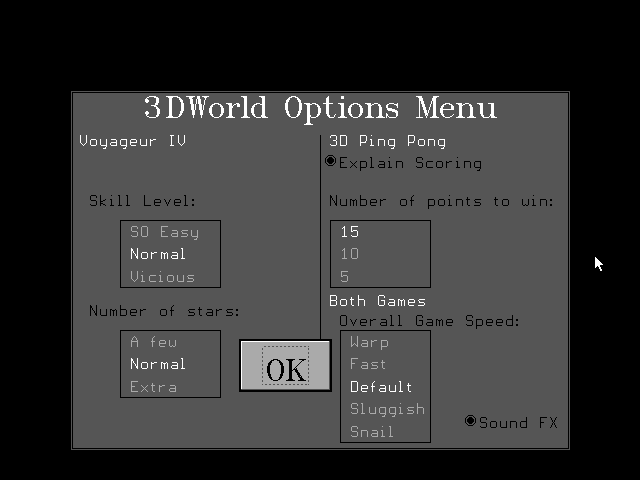 3DWorld Options Menu
Voyageur IV
3D Ping Pong
Explain Scoring
Skill Level:
Number of points to win:
SO Easy
Normal
Vicious
15
10
5
Number of stars:
Both Games
Overall Game Speed:
A few
Normal
Extra
OK
Warp
Fast
Default
Sluggish
Snail
Sound FX